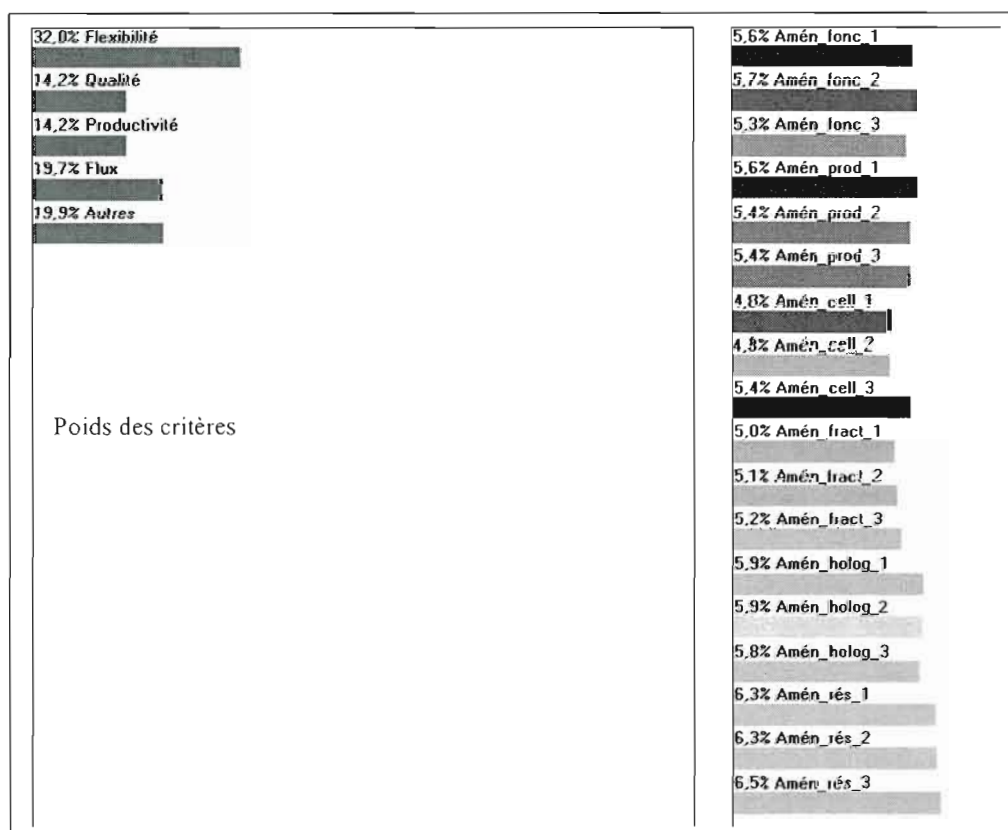 32,0% Flexibilité
14,2% Qualité
14,2% Productivité
19,7% Flux
19,9% Autres
Poids des critères
5,6% Amén_fonc_1
5,7% Amén_fonc_2
5,3% Amén_fonc_3
5,6% Amén_prod_1
5,4% Amén_prod_2
5,4% Amén_prod_3
4,8% Amén_cell_1
4,8% Amén_cell_2
5,4% Amén_cell_3
5,0% Amén_fract_1
5,1% Amén_fract_2
5,2% Amén_fract_3
5,9% Amén_holog_1
5,9% Amén_holog_2
5,8% Amén_holog_3
6,3% Amén_rés_1
6,3% Amén_rés_2
6,5% Amén_rés_3